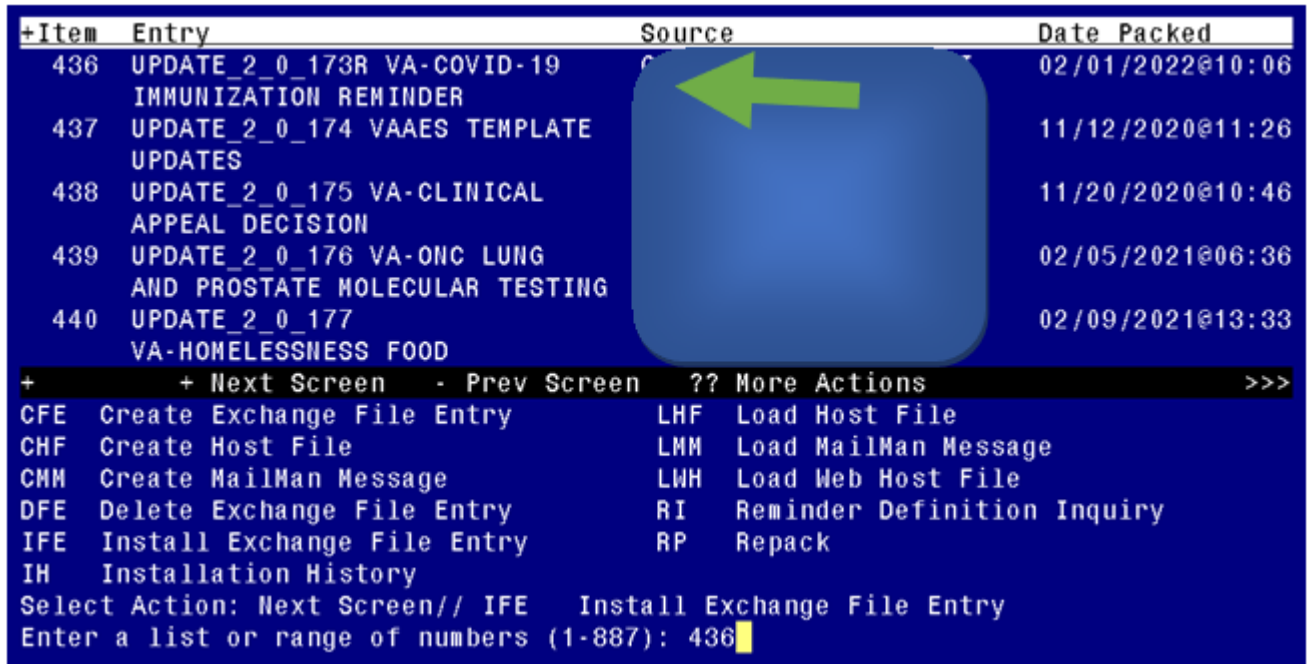 +Item Entry Source Date Packed
436 UPDATE_2_0_173R VA-COVID-19 02/01/2022@10:06
IMMUNIZATION REMINDER
437 UPDATE_2_0_174 VAAES TEMPLATE 11/12/2020@11:26
UPDATES
438 UPDATE_2_0_175 VA-CLINICAL 11/20/2020@10:46
APPEAL DECISION
439 UPDATE_2_0_176 VA-ONC LUNG 02/05/2021@06:36
AND PROSTATE MOLECULAR TESTING
440 UPDATE_2_0_177 02/09/2021@13:33
VA-HOMELESSNESS FOOD
+ + Next Screen - Prev Screen ?? More Actions >>>
CFE Create Exchange File Entry LHF Load Host File
CHF Create Host File LMM Load MailMan Message
CMM Create MailMan Message LWH Load Web Host File
DFE Delete Exchange File Entry RI Reminder Definition Inquiry
IFE Install Exchange File Entry RP Repack
IH Installation History
Select Action: Next Screen// IFE Install Exchange File Entry
Enter a list or range of numbers (1-887): 436